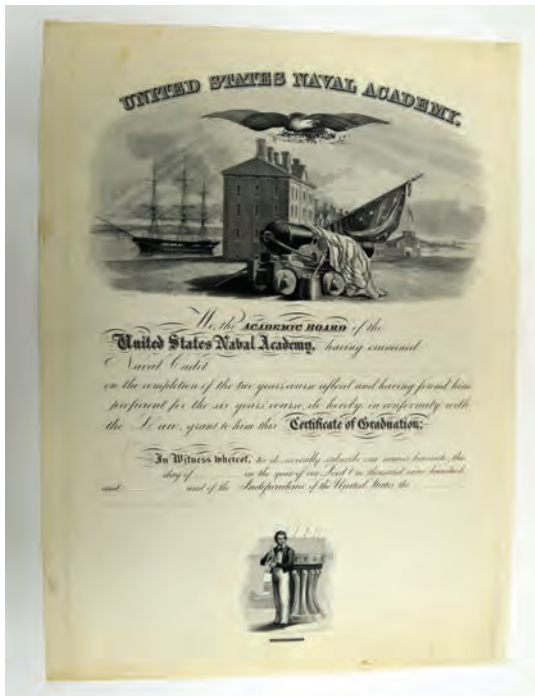 UNITED STATES NAVAL ACADEMY.
We, the ACADEMIC BOARD of the
United States Naval Academy, having examined
Naval Cadet
on the completion of the two years' course afloat and having found him
proficient for the six years' course, do hereby, in conformity with
the Law, grant to him this Certificate of Graduation;
In Witness whereof, we do severally subscribe our names hereunto, this
day of in the year of our Lord One thousand nine hundred
and and of the Independence of the United States the